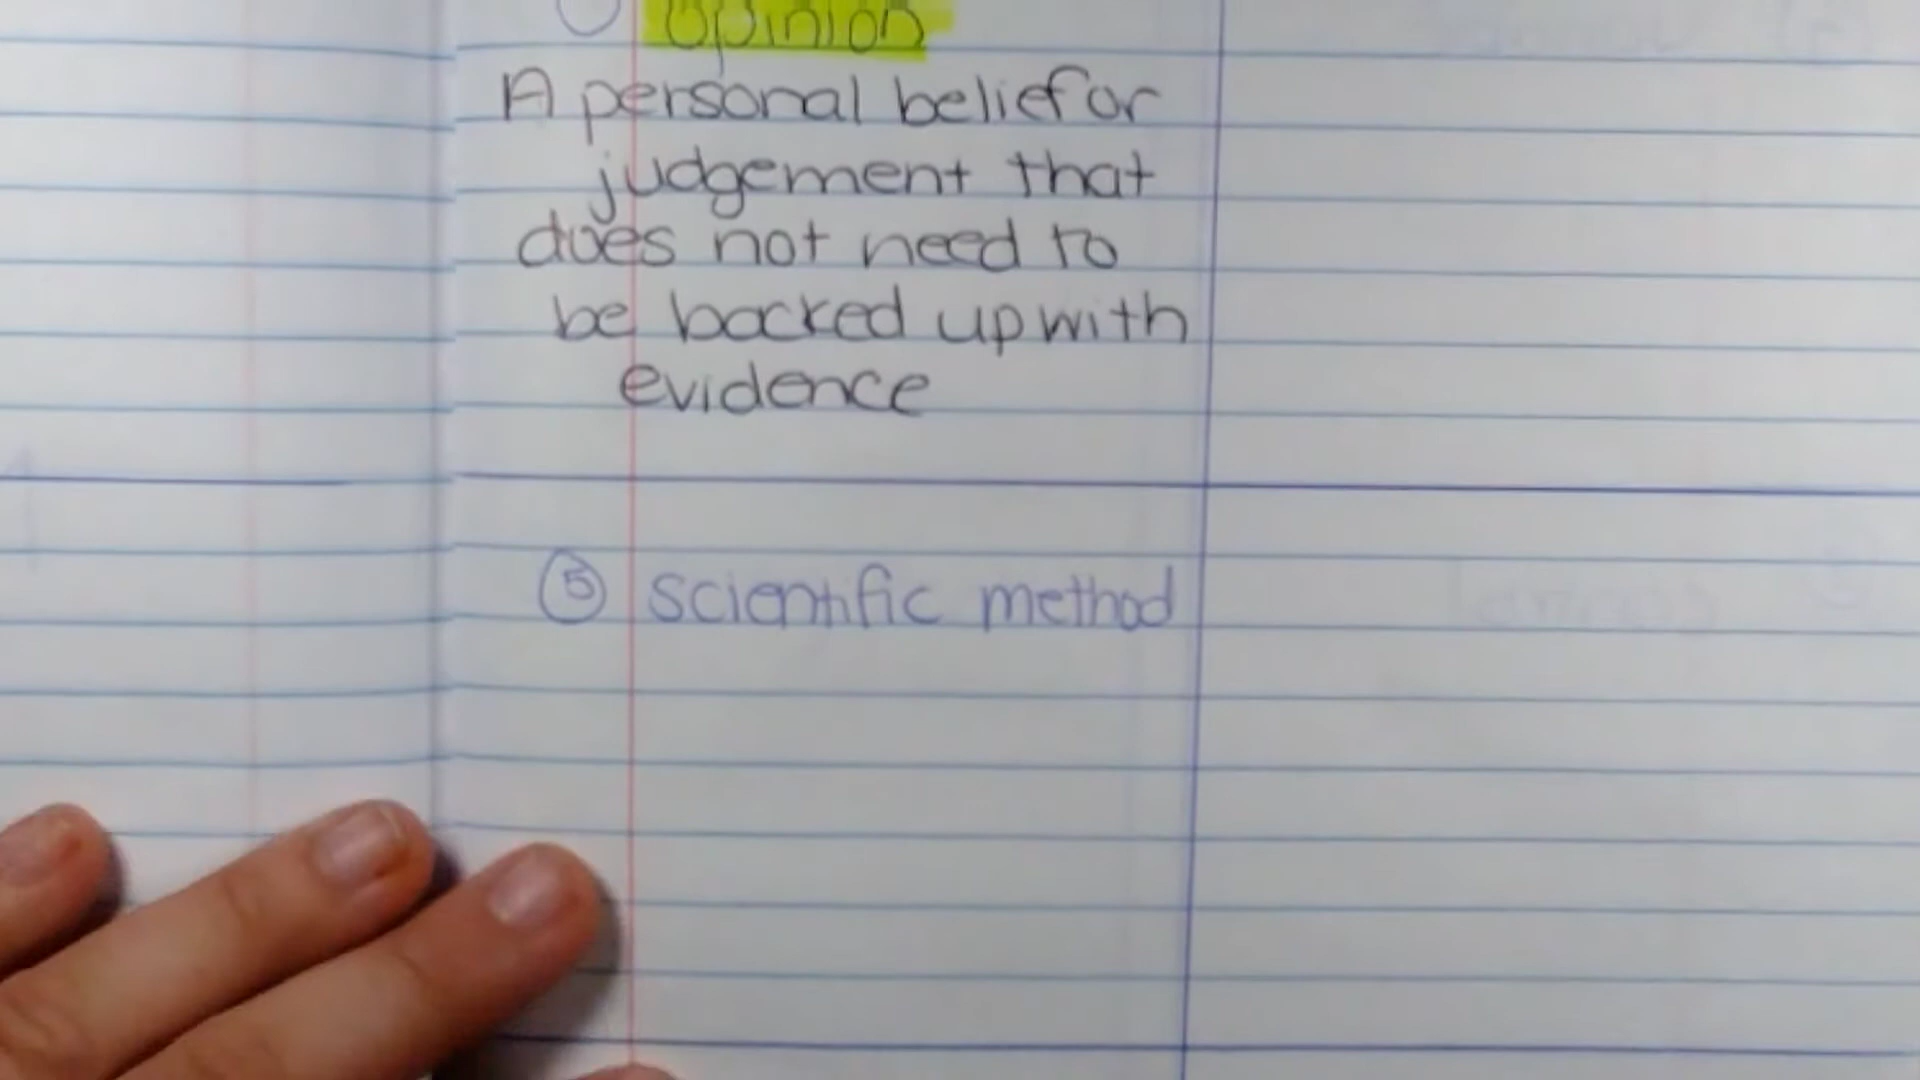 opinion
A personal belief or
judgement that
does not need to
be backed up with
evidence
⑤ scientific method